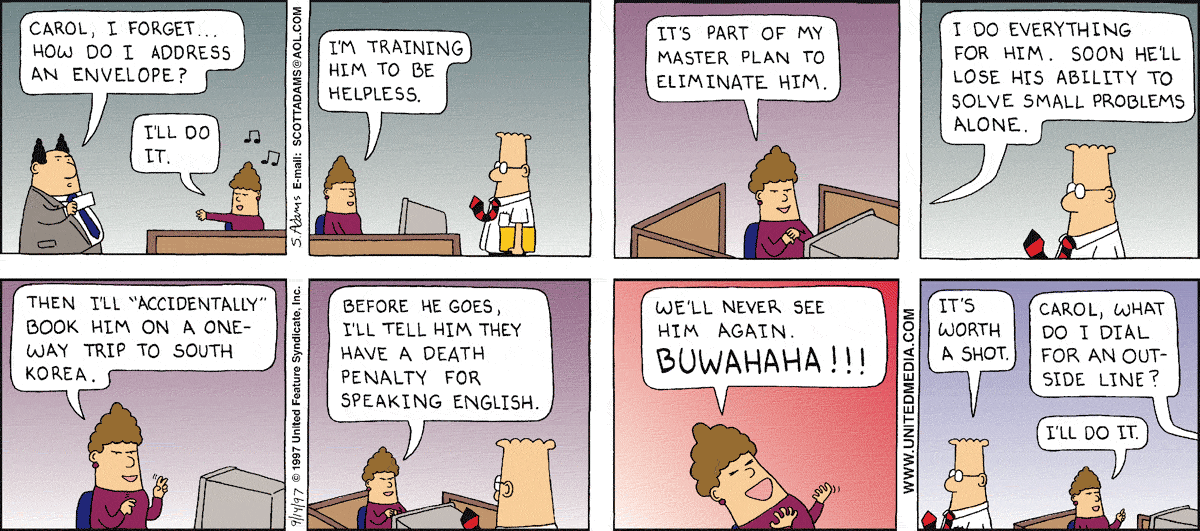 CAROL, I FORGET...
HOW DO I ADDRESS
AN ENVELOPE?
I'LL DO
IT.
S.Adams E-mail: SCOTTADAMS@AOL.COM
I'M TRAINING
HIM TO BE
HELPLESS.
IT'S PART OF MY
MASTER PLAN TO
ELIMINATE HIM.
I DO EVERYTHING
FOR HIM. SOON HE'LL
LOSE HIS ABILITY TO
SOLVE SMALL PROBLEMS
ALONE.
THEN I'LL "ACCIDENTALLY"
BOOK HIM ON A ONE-
WAY TRIP TO SOUTH
KOREA.
9/14/97 © 1997 United Feature Syndicate, Inc.
BEFORE HE GOES,
I'LL TELL HIM THEY
HAVE A DEATH
PENALTY FOR
SPEAKING ENGLISH.
WE'LL NEVER SEE
HIM AGAIN.
BUWAHAHA!!!
WWW.UNITEDMEDIA.COM
IT'S
WORTH
A SHOT.
CAROL, WHAT
DO I DIAL
FOR AN OUT-
SIDE LINE?
I'LL DO IT.